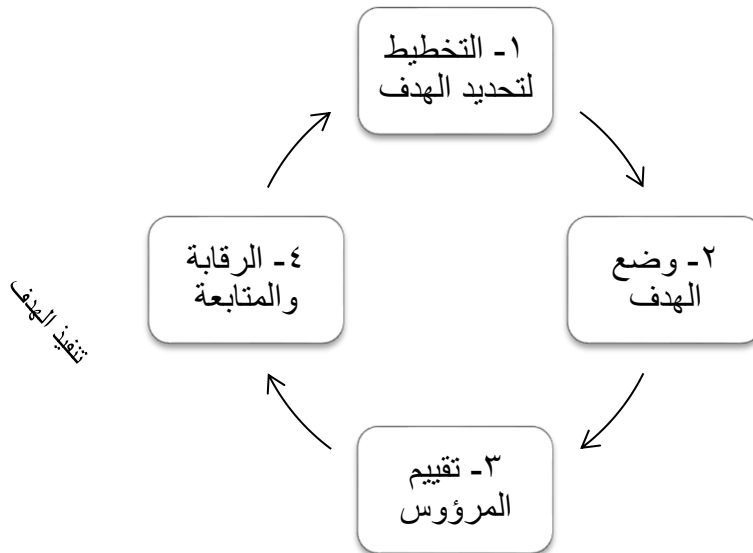 ١- التخطيط
لتحديد الهدف
٢- وضع
الهدف
٣- تقييم
المرؤوس
٤- الرقابة
والمتابعة
تنفيذ الهدف